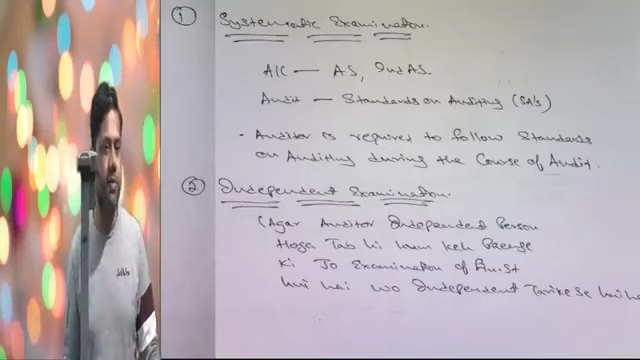 ① Systematic Examination.
A/c — AS, Ind AS.
Audit — Standards on Auditing (SA's)
• Auditor is required to follow Standards
on Auditing during the Course of Audit.
② Independent Examination.
(Agar Auditor Independent Person
Hoga Tab hi hum keh Paenge
Ki Jo Examination of
hui hai wo Independent Tarike se hui